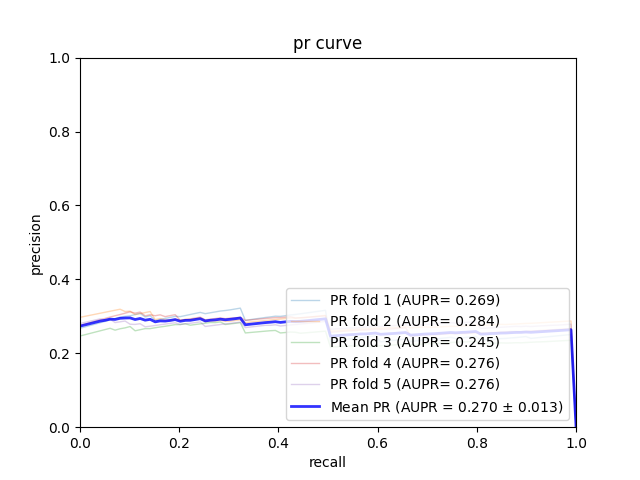 pr curve
1.0
0.8
0.6
0.4
0.2
0.0
precision
PR fold 1 (AUPR= 0.269)
PR fold 2 (AUPR= 0.284)
PR fold 3 (AUPR= 0.245)
PR fold 4 (AUPR= 0.276)
PR fold 5 (AUPR= 0.276)
Mean PR (AUPR = 0.270 ± 0.013)
0.0 0.2 0.4 0.6 0.8 1.0
recall